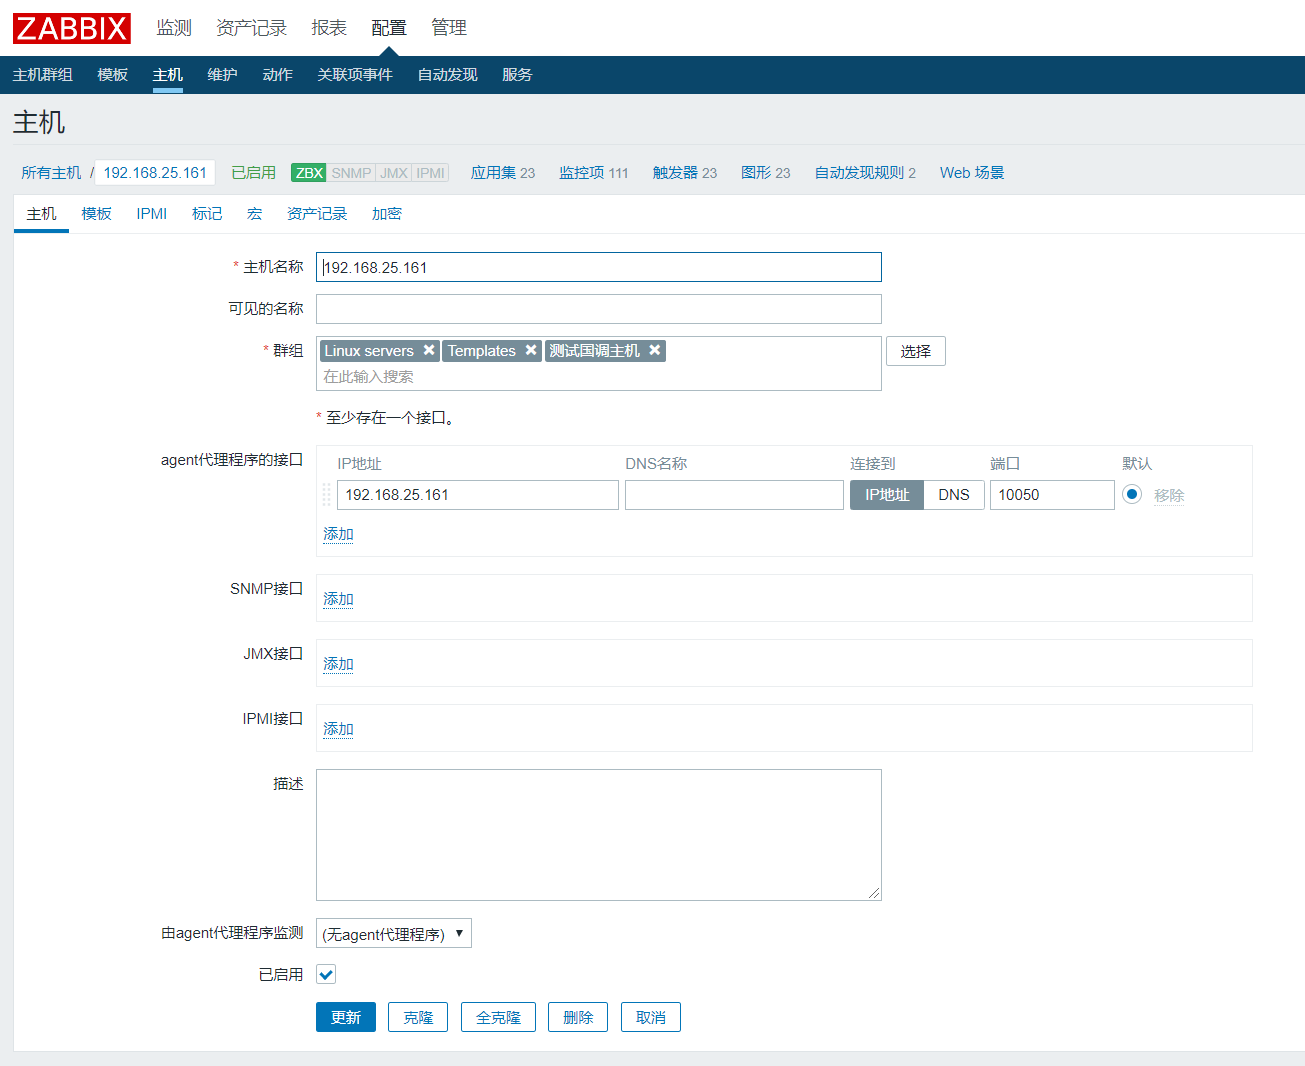 ZABBIX 监测 资产记录 报表 配置 管理
主机群组 模板 主机 维护 动作 关联项事件 自动发现 服务
主机
所有主机 / 192.168.25.161 已启用 ZBX SNMP JMX IPMI 应用集 23 监控项 111 触发器 23 图形 23 自动发现规则 2 Web 场景
主机 模板 IPMI 标记 宏 资产记录 加密
* 主机名称 192.168.25.161
可见的名称
* 群组 Linux servers ✖ Templates ✖ 测试国调主机 ✖ 选择
在此输入搜索
* 至少存在一个接口。
agent代理程序的接口 IP地址 DNS名称 连接到 端口 默认
192.168.25.161 IP地址 DNS 10050 移除
添加
SNMP接口 添加
JMX接口 添加
IPMI接口 添加
描述
由agent代理程序监测 (无agent代理程序)
已启用
更新 克隆 全克隆 删除 取消